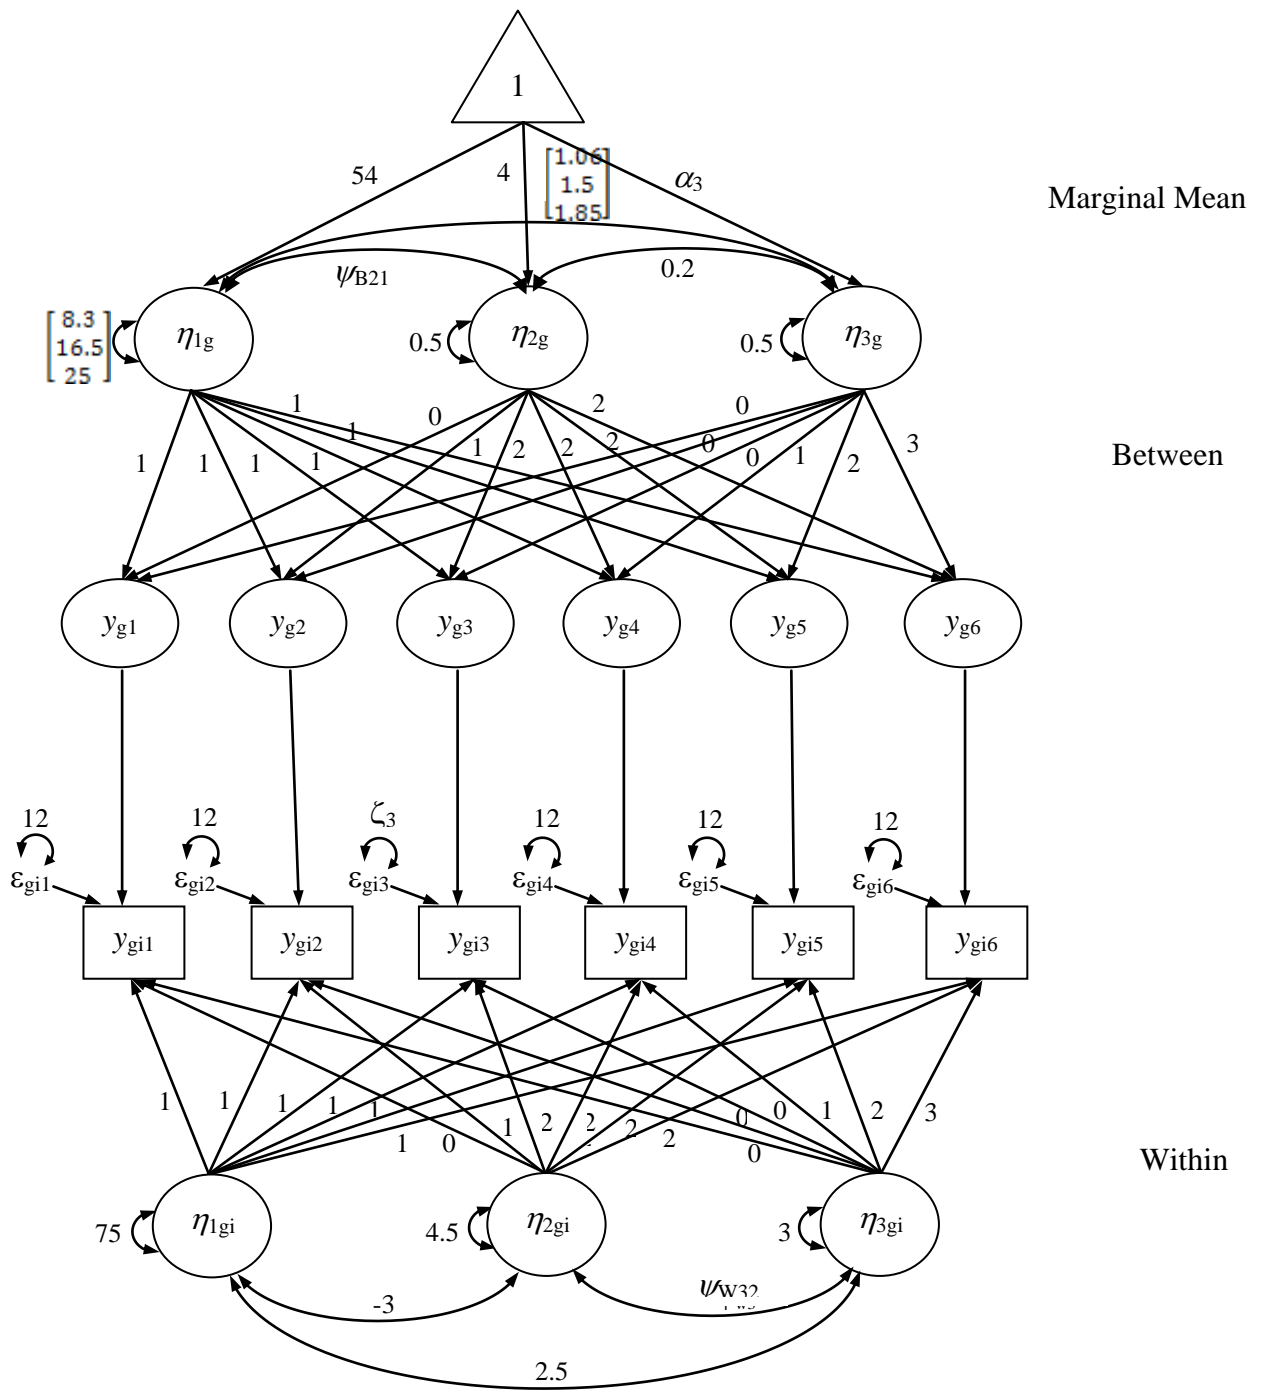 1
54
4
[1.06
1.5
1.85]
α3
Marginal Mean
ψB21
0.2
[8.3
16.5
25]
η1g
0.5
η2g
0.5
η3g
1
1
1 1 1 1
0
1 2 2 2
2
0
0
0 1 2 3
Between
yg1 yg2 yg3 yg4 yg5 yg6
12 12 ζ3 12 12 12
εgi1 εgi2 εgi3 εgi4 εgi5 εgi6
ygi1 ygi2 ygi3 ygi4 ygi5 ygi6
1 1 1 1 1
1 0 1 2 2 2 2
0 0 1 2 3
0
Within
75 η1gi 4.5 η2gi 3 η3gi
-3
ψW32
2.5